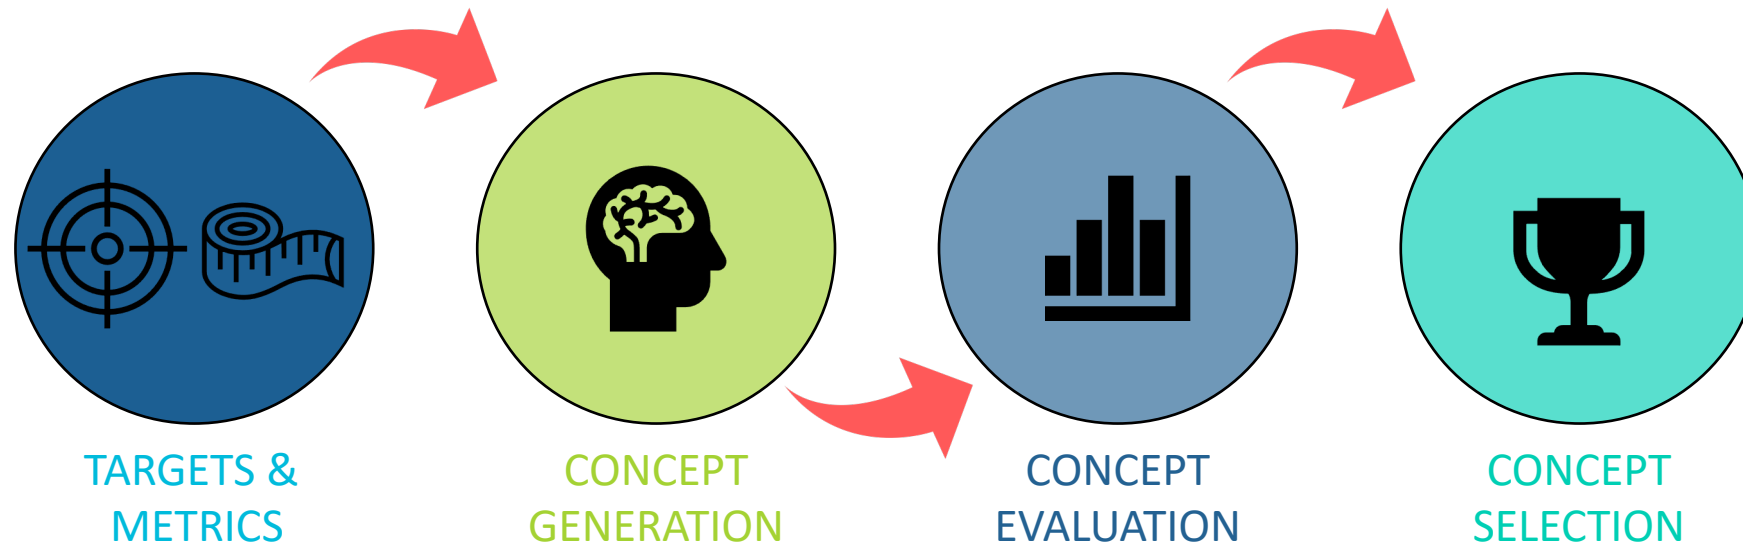 TARGETS &
METRICS
CONCEPT
GENERATION
CONCEPT
EVALUATION
CONCEPT
SELECTION